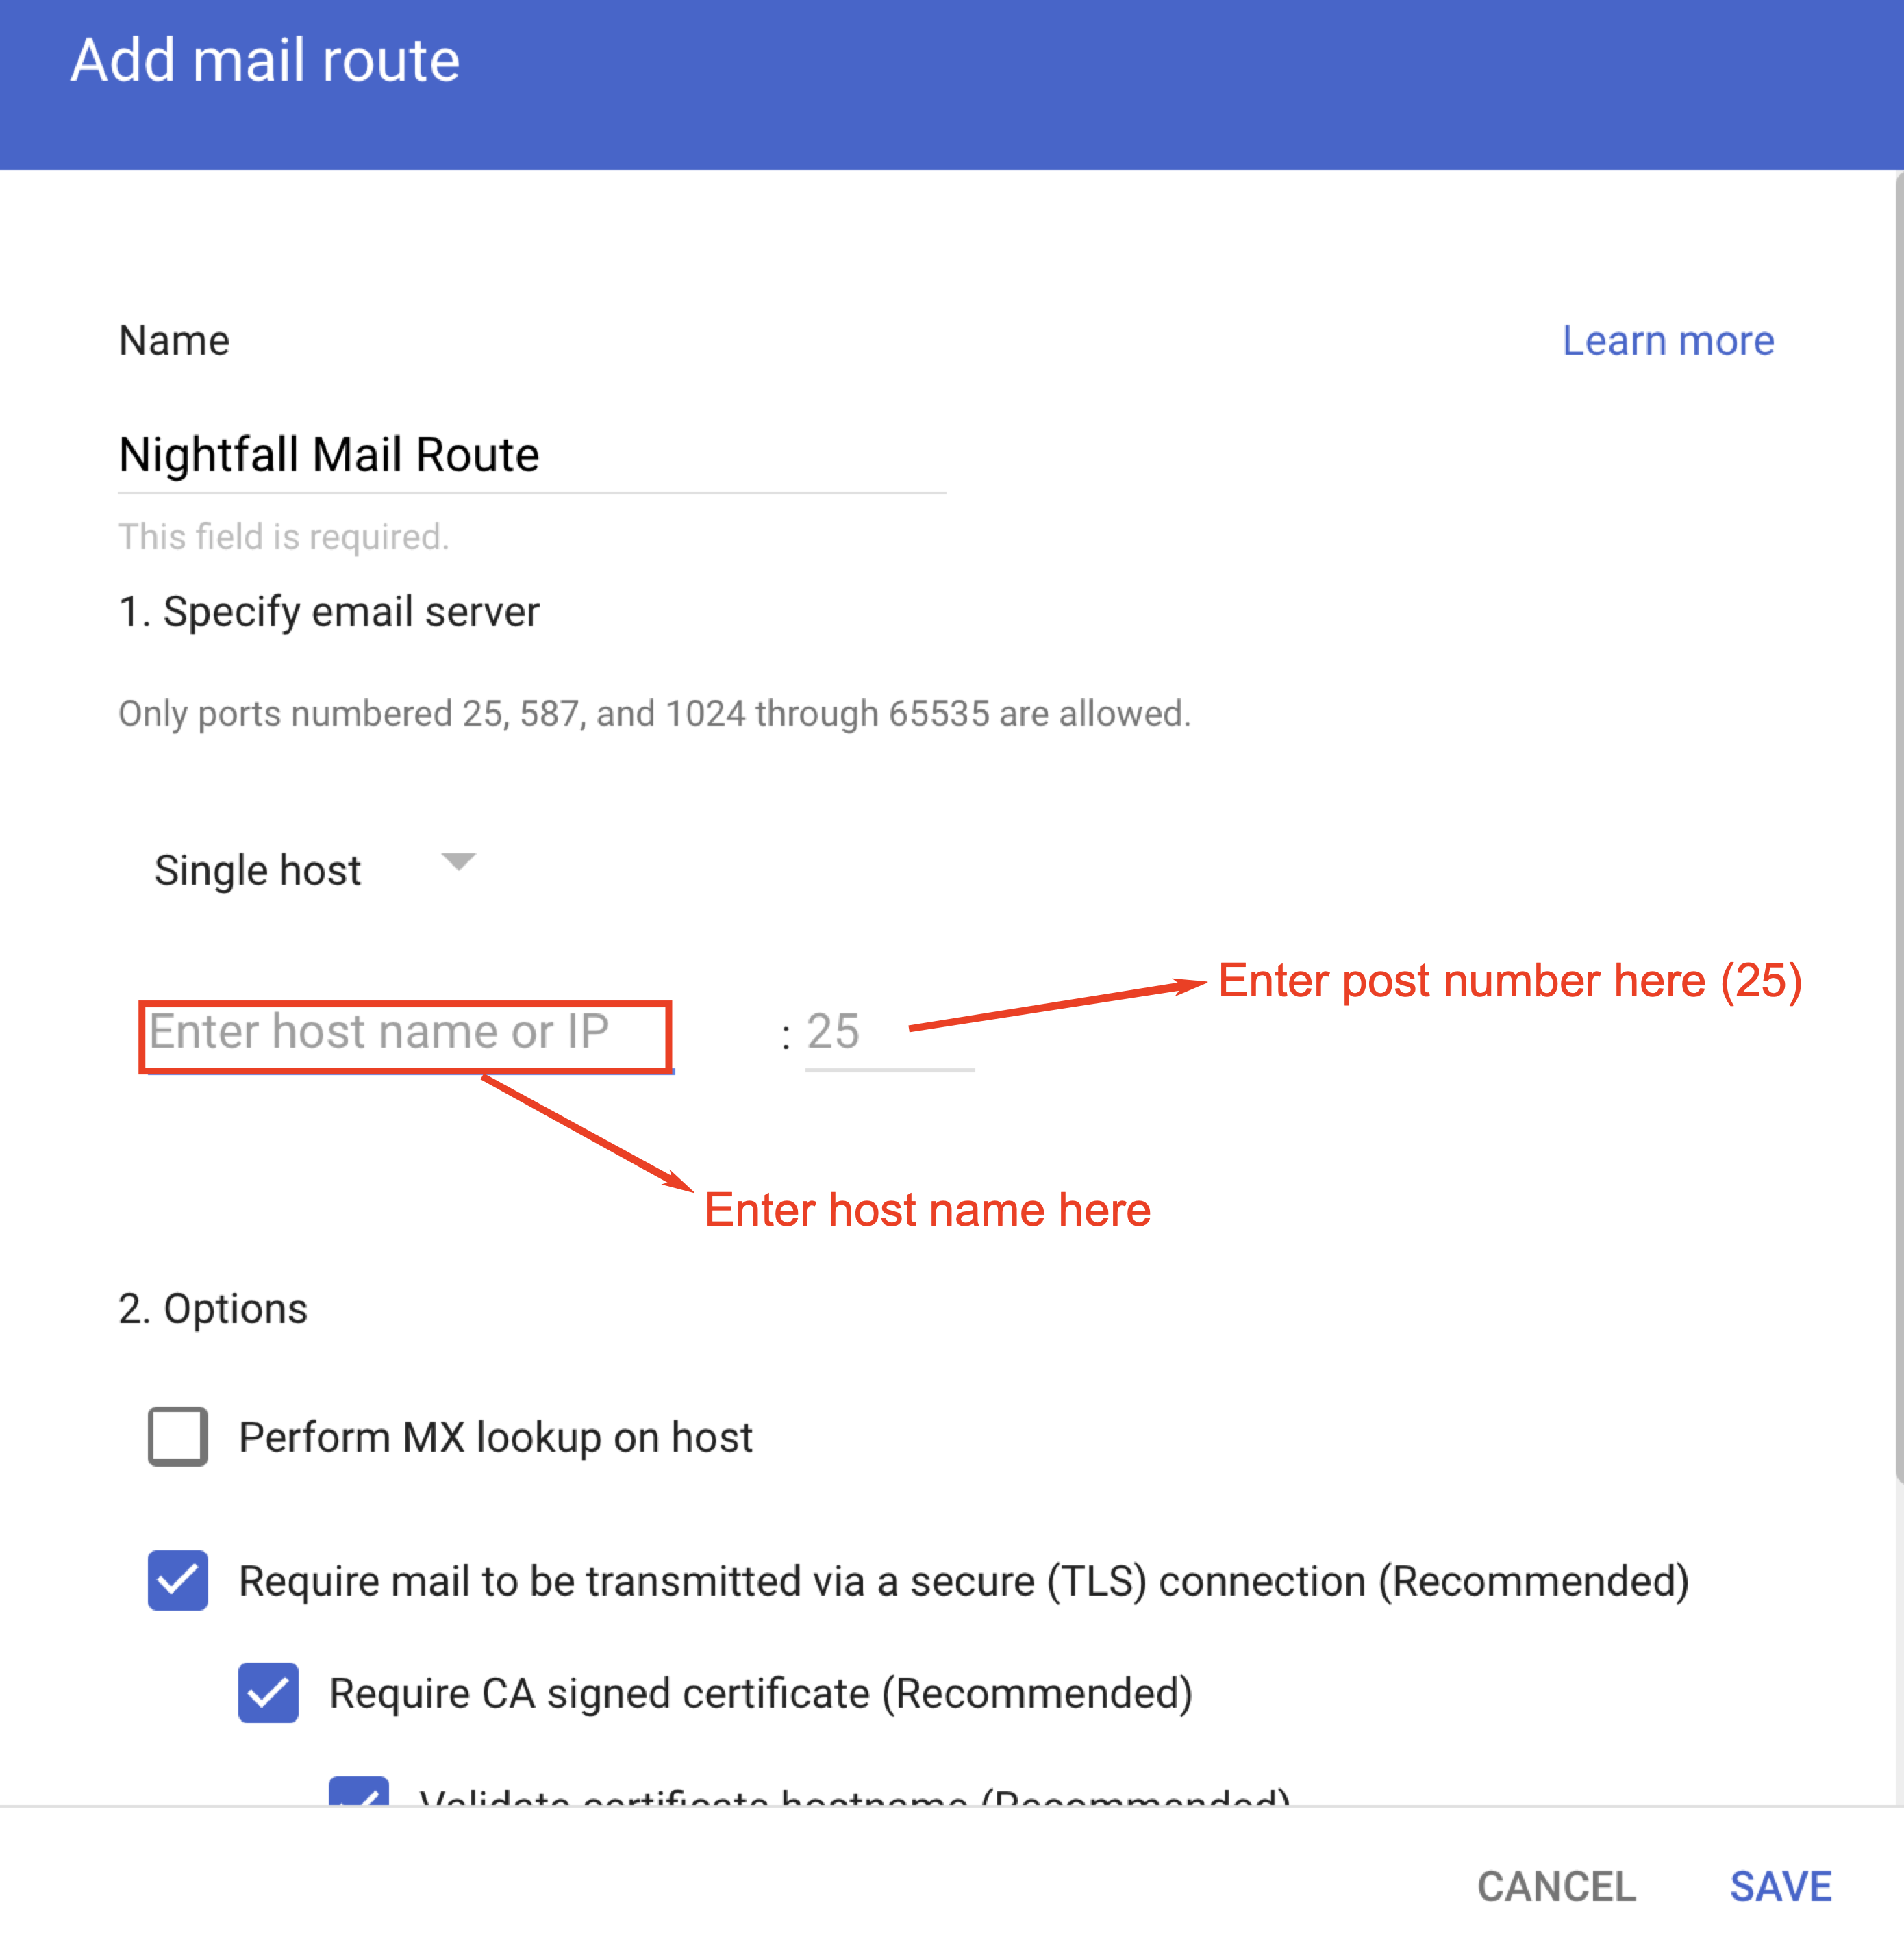 Add mail route
Name
Learn more
Nightfall Mail Route
This field is required.
1. Specify email server
Only ports numbered 25, 587, and 1024 through 65535 are allowed.
Single host
Enter post number here (25)
Enter host name or IP : 25
Enter host name here
2. Options
Perform MX lookup on host
Require mail to be transmitted via a secure (TLS) connection (Recommended)
Require CA signed certificate (Recommended)
Validate certificate hostname (Recommended)
CANCEL
SAVE